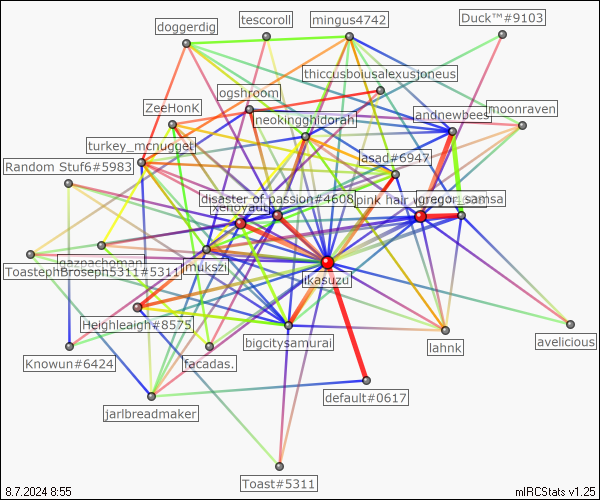 doggerdig
tescoroll
mingus4742
Duck™#9103
thiccusboiusalexusjoneus
ogshroom
ZeeHonK
neokingghidoran
andnewbees
moonraven
turkey_mcnugget
asad#6947
Random Stuf6#5983
disaster of passion#4608
pink hair
gregor_samsa
xenoyaut
gazpachoman
mukszi
ToastephBroseph5311#5311
ikasuzu
Heighleaigh#8575
bigcitysamurai
lahnk
avelicious
Knowun#6424
facadas.
default#0617
jarlbreadmaker
Toast#5311
8.7.2024 8:55
mIRCStats v1.25